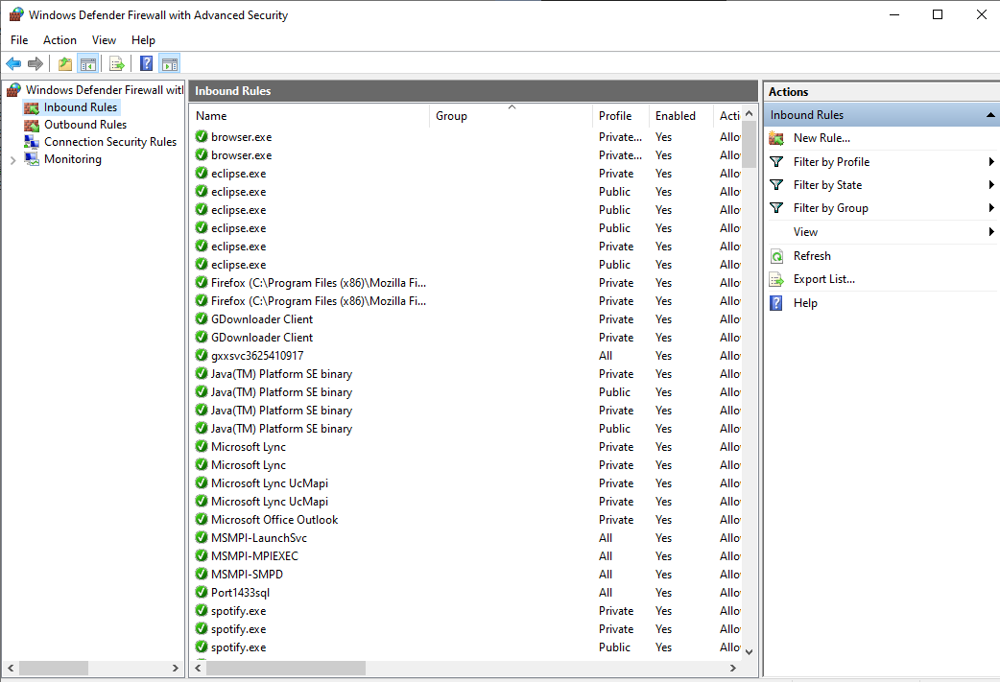 Windows Defender Firewall with Advanced Security
File Action View Help
Windows Defender Firewall wit
Inbound Rules
Outbound Rules
Connection Security Rules
Monitoring
Inbound Rules
Name Group Profile Enabled Acti
browser.exe Private... Yes Allo
browser.exe Private... Yes Allo
eclipse.exe Private Yes Allo
eclipse.exe Public Yes Allo
eclipse.exe Public Yes Allo
eclipse.exe Public Yes Allo
eclipse.exe Private Yes Allo
eclipse.exe Public Yes Allo
Firefox (C:\Program Files (x86)\Mozilla Fi... Private Yes Allo
Firefox (C:\Program Files (x86)\Mozilla Fi... Private Yes Allo
GDownloader Client Private Yes Allo
GDownloader Client Private Yes Allo
gxxsvc3625410917 All Yes Allo
Java(TM) Platform SE binary Private Yes Allo
Java(TM) Platform SE binary Public Yes Allo
Java(TM) Platform SE binary Private Yes Allo
Java(TM) Platform SE binary Public Yes Allo
Microsoft Lync Private Yes Allo
Microsoft Lync Private Yes Allo
Microsoft Lync UcMapi Private Yes Allo
Microsoft Lync UcMapi Private Yes Allo
Microsoft Office Outlook Private Yes Allo
MSMPI-LaunchSvc All Yes Allo
MSMPI-MPIEXEC All Yes Allo
MSMPI-SMPD All Yes Allo
Port1433sql All Yes Allo
spotify.exe Private Yes Allo
spotify.exe Private Yes Allo
spotify.exe Public Yes Allo
Actions
Inbound Rules
New Rule...
Filter by Profile
Filter by State
Filter by Group
View
Refresh
Export List...
Help